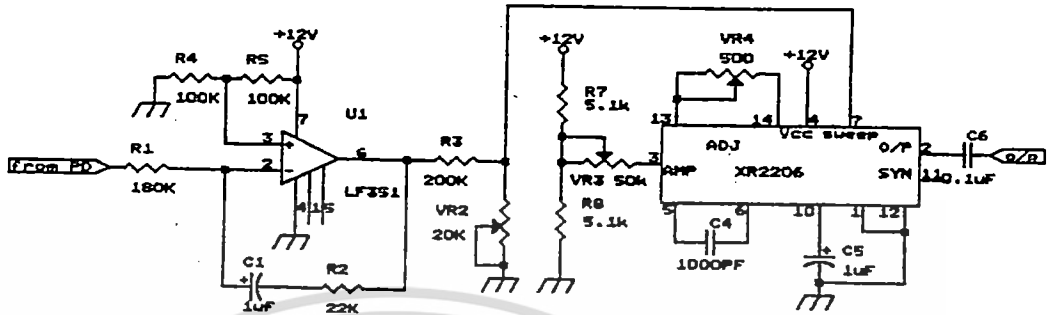 +12V
R4
R5
100K
100K
7
U1
3
+
2
-
6
LF351
4
1
5
from PD
R1
180K
C1
+
1uF
R2
22K
R3
200K
VR2
20K
+12V
R7
5.1k
VR3 50k
R8
5.1k
VR4
500
+12V
13
14
4
7
Vcc sweep
ADJ
3
AMP
XR2206
O/P
2
SYN
11
5
6
10
1
12
C4
1000PF
C5
+
1uF
C6
0.1uF
O/P